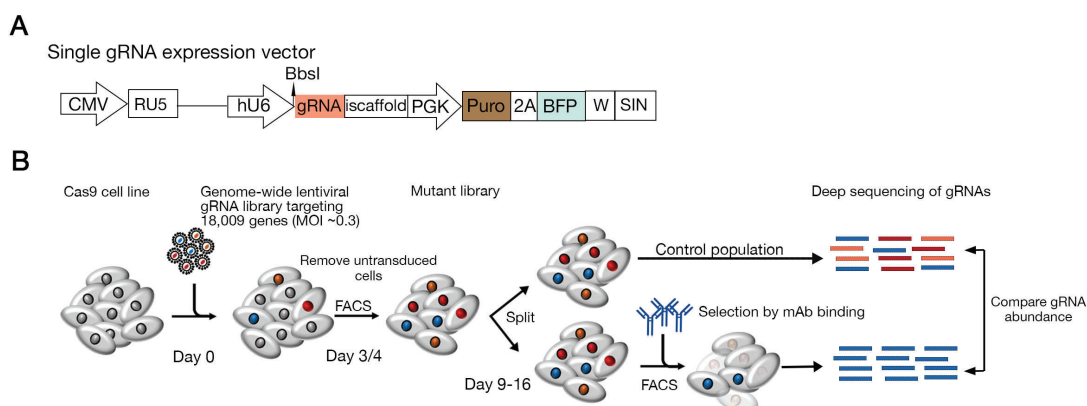 A
Single gRNA expression vector
BbsI
CMV RU5 hU6 gRNA iscaffold PGK Puro 2A BFP W SIN
B
Cas9 cell line
Genome-wide lentiviral
gRNA library targeting
18,009 genes (MOI ~0.3)
Mutant library
Deep sequencing of gRNAs
Remove untransduced
cells
FACS
Day 0
Day 3/4
Split
Control population
Selection by mAb binding
Day 9-16
FACS
Compare gRNA
abundance